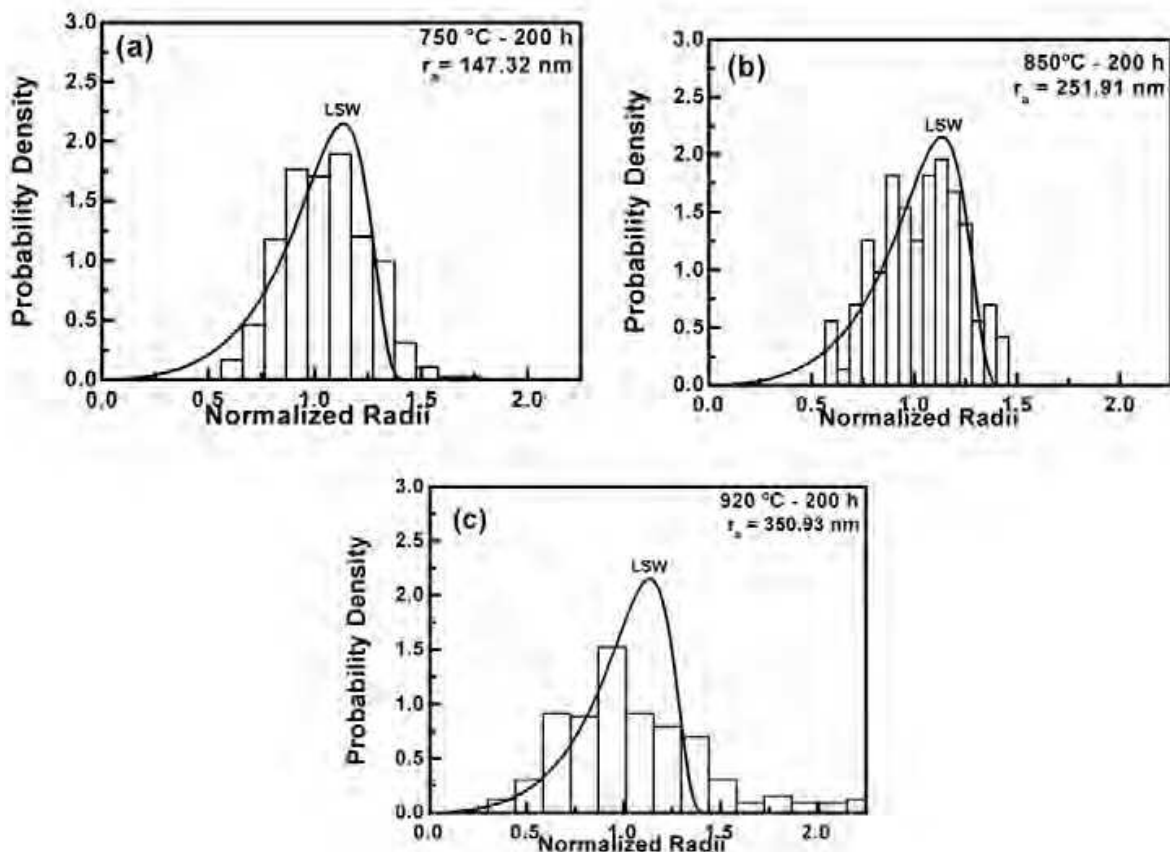 (a)
750 °C - 200 h
rₐ = 147.32 nm
LSW
Probability Density
3.0
2.5
2.0
1.5
1.0
0.5
0.0
0.0 0.5 1.0 1.5 2.0
Normalized Radii
(b)
850°C - 200 h
rₐ = 251.91 nm
LSW
Probability Density
3.0
2.5
2.0
1.5
1.0
0.5
0.0
0.0 0.5 1.0 1.5 2.0
Normalized Radii
(c)
920 °C - 200 h
rₐ = 350.93 nm
LSW
Probability Density
3.0
2.5
2.0
1.5
1.0
0.5
0.0
0.0 0.5 1.0 1.5 2.0
Normalized Radii